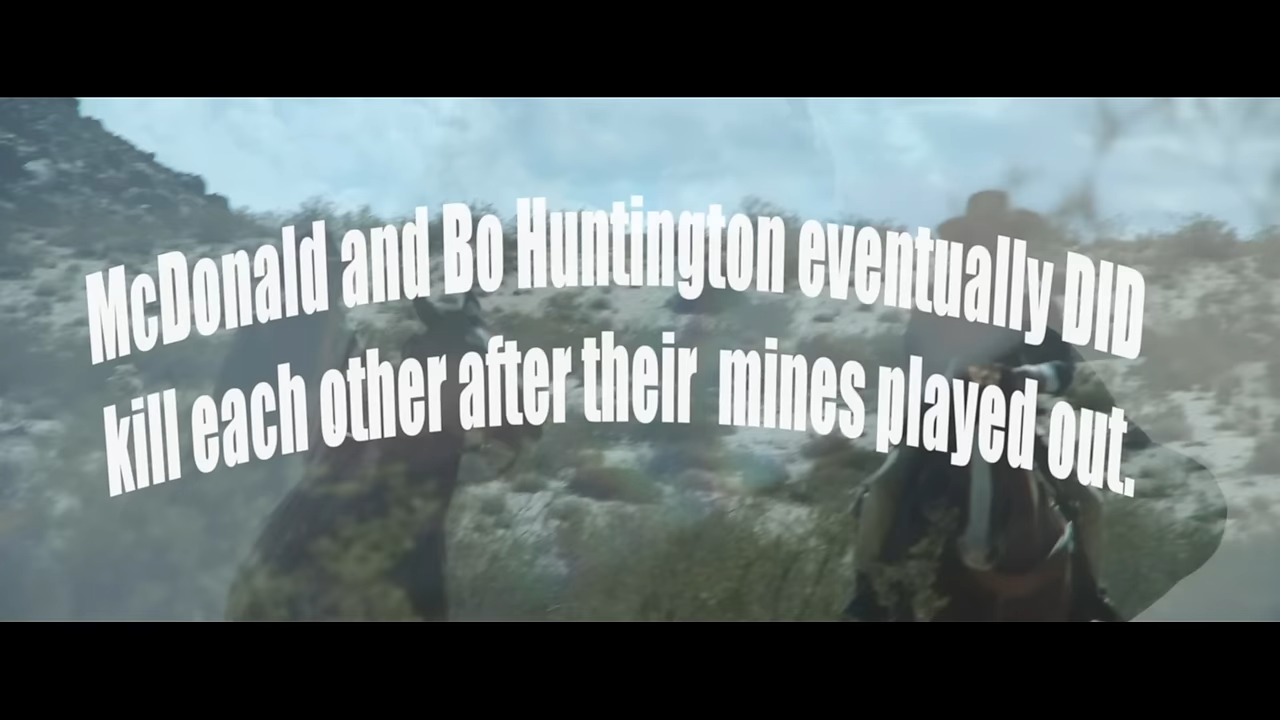 McDonald and Bo Huntington eventually DID
kill each other after their mines played out.